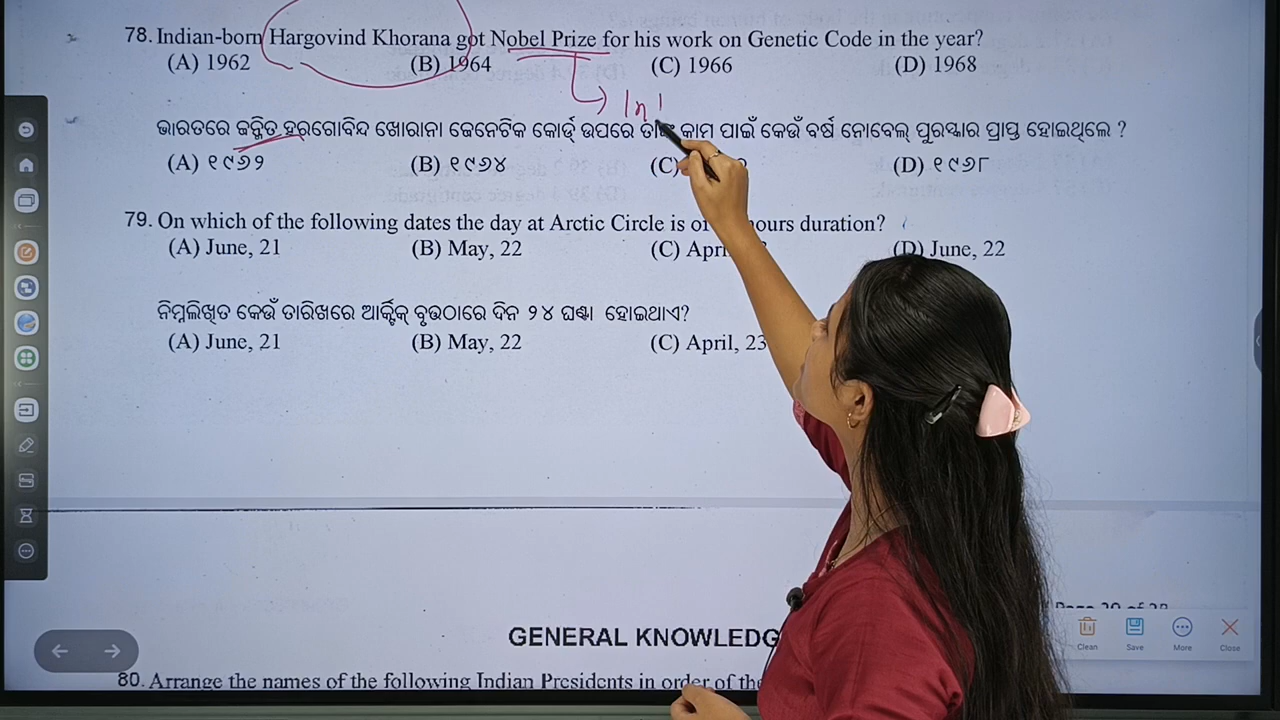 78. Indian-born Hargovind Khorana got Nobel Prize for his work on Genetic Code in the year?
(A) 1962 (B) 1964 (C) 1966 (D) 1968
ଭାରତରେ ଜନ୍ମିତ ହରଗୋବିନ୍ଦ ଖୋରାନା ଜେନେଟିକ କୋର୍ଡ୍ ଉପରେ କାମ ପାଇଁ କେଉଁ ବର୍ଷ ନୋବେଲ୍ ପୁରସ୍କାର ପ୍ରାପ୍ତ ହୋଇଥିଲେ ?
(A) ୧୯୬୨ (B) ୧୯୬୪ (C) (D) ୧୯୬୮
79. On which of the following dates the day at Arctic Circle is of hours duration?
(A) June, 21 (B) May, 22 (C) (D) June, 22
ନିମ୍ନଲିଖିତ କେଉଁ ତାରିଖରେ ଆର୍କ୍ଟିକ୍ ବୃତ୍ତଠାରେ ଦିନ ୨୪ ଘଣ୍ଟା ହୋଇଥାଏ?
(A) June, 21 (B) May, 22 (C) April, 23
GENERAL
80. Arrange the names of the following Indian Presidents in order of the
Clean Save More Close